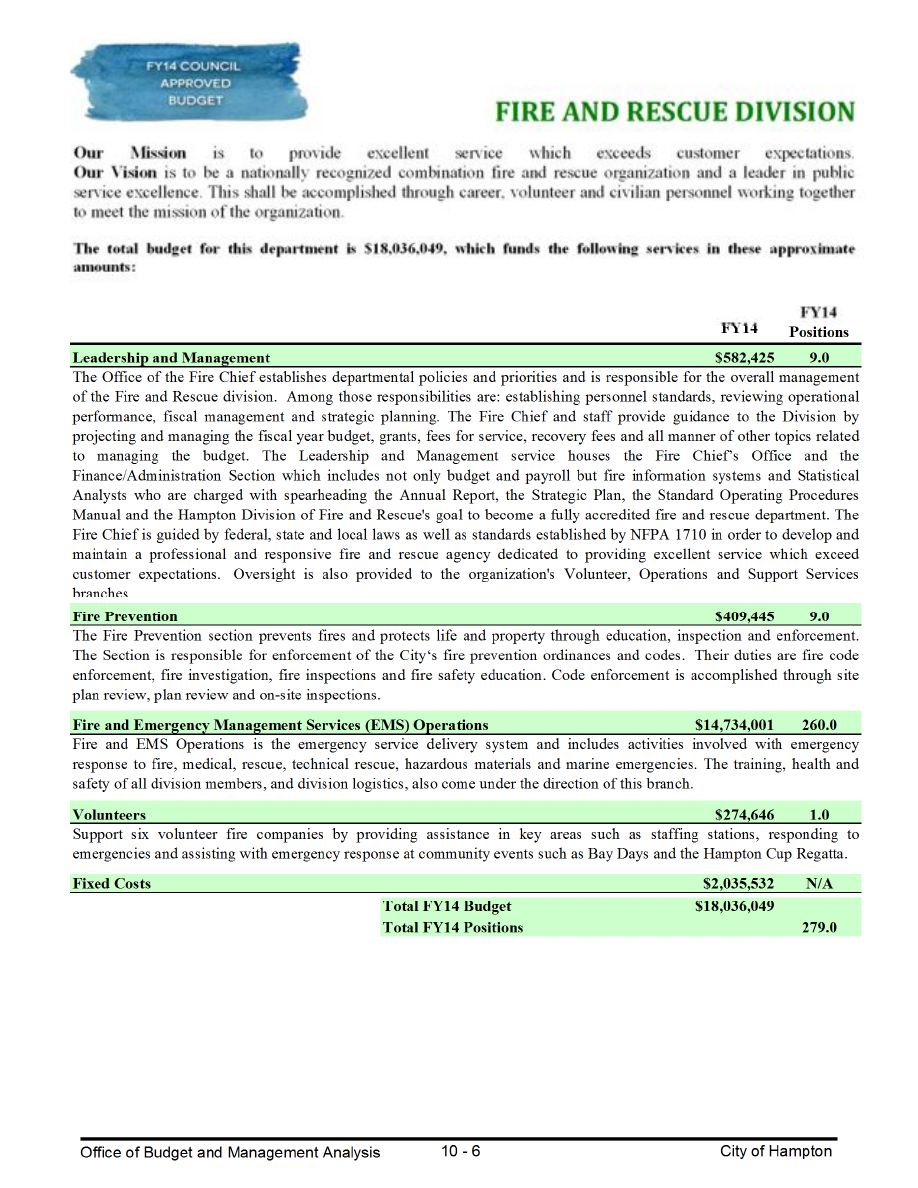 FY14 COUNCIL
APPROVED
BUDGET
FIRE AND RESCUE DIVISION
Our Mission is to provide excellent service which exceeds customer expectations.
Our Vision is to be a nationally recognized combination fire and rescue organization and a leader in public
service excellence. This shall be accomplished through career, volunteer and civilian personnel working together
to meet the mission of the organization.
The total budget for this department is $18,036,049, which funds the following services in these approximate
amounts:
FY14
FY14 Positions
Leadership and Management $582,425 9.0
The Office of the Fire Chief establishes departmental policies and priorities and is responsible for the overall management
of the Fire and Rescue division. Among those responsibilities are: establishing personnel standards, reviewing operational
performance, fiscal management and strategic planning. The Fire Chief and staff provide guidance to the Division by
projecting and managing the fiscal year budget, grants, fees for service, recovery fees and all manner of other topics related
to managing the budget. The Leadership and Management service houses the Fire Chief's Office and the
Finance/Administration Section which includes not only budget and payroll but fire information systems and Statistical
Analysts who are charged with spearheading the Annual Report, the Strategic Plan, the Standard Operating Procedures
Manual and the Hampton Division of Fire and Rescue's goal to become a fully accredited fire and rescue department. The
Fire Chief is guided by federal, state and local laws as well as standards established by NFPA 1710 in order to develop and
maintain a professional and responsive fire and rescue agency dedicated to providing excellent service which exceed
customer expectations. Oversight is also provided to the organization's Volunteer, Operations and Support Services
branches
Fire Prevention $409,445 9.0
The Fire Prevention section prevents fires and protects life and property through education, inspection and enforcement.
The Section is responsible for enforcement of the City‘s fire prevention ordinances and codes. Their duties are fire code
enforcement, fire investigation, fire inspections and fire safety education. Code enforcement is accomplished through site
plan review, plan review and on-site inspections.
Fire and Emergency Management Services (EMS) Operations $14,734,001 260.0
Fire and EMS Operations is the emergency service delivery system and includes activities involved with emergency
response to fire, medical, rescue, technical rescue, hazardous materials and marine emergencies. The training, health and
safety of all division members, and division logistics, also come under the direction of this branch.
Volunteers $274,646 1.0
Support six volunteer fire companies by providing assistance in key areas such as staffing stations, responding to
emergencies and assisting with emergency response at community events such as Bay Days and the Hampton Cup Regatta.
Fixed Costs $2,035,532 N/A
Total FY14 Budget $18,036,049
Total FY14 Positions 279.0
Office of Budget and Management Analysis 10 - 6 City of Hampton